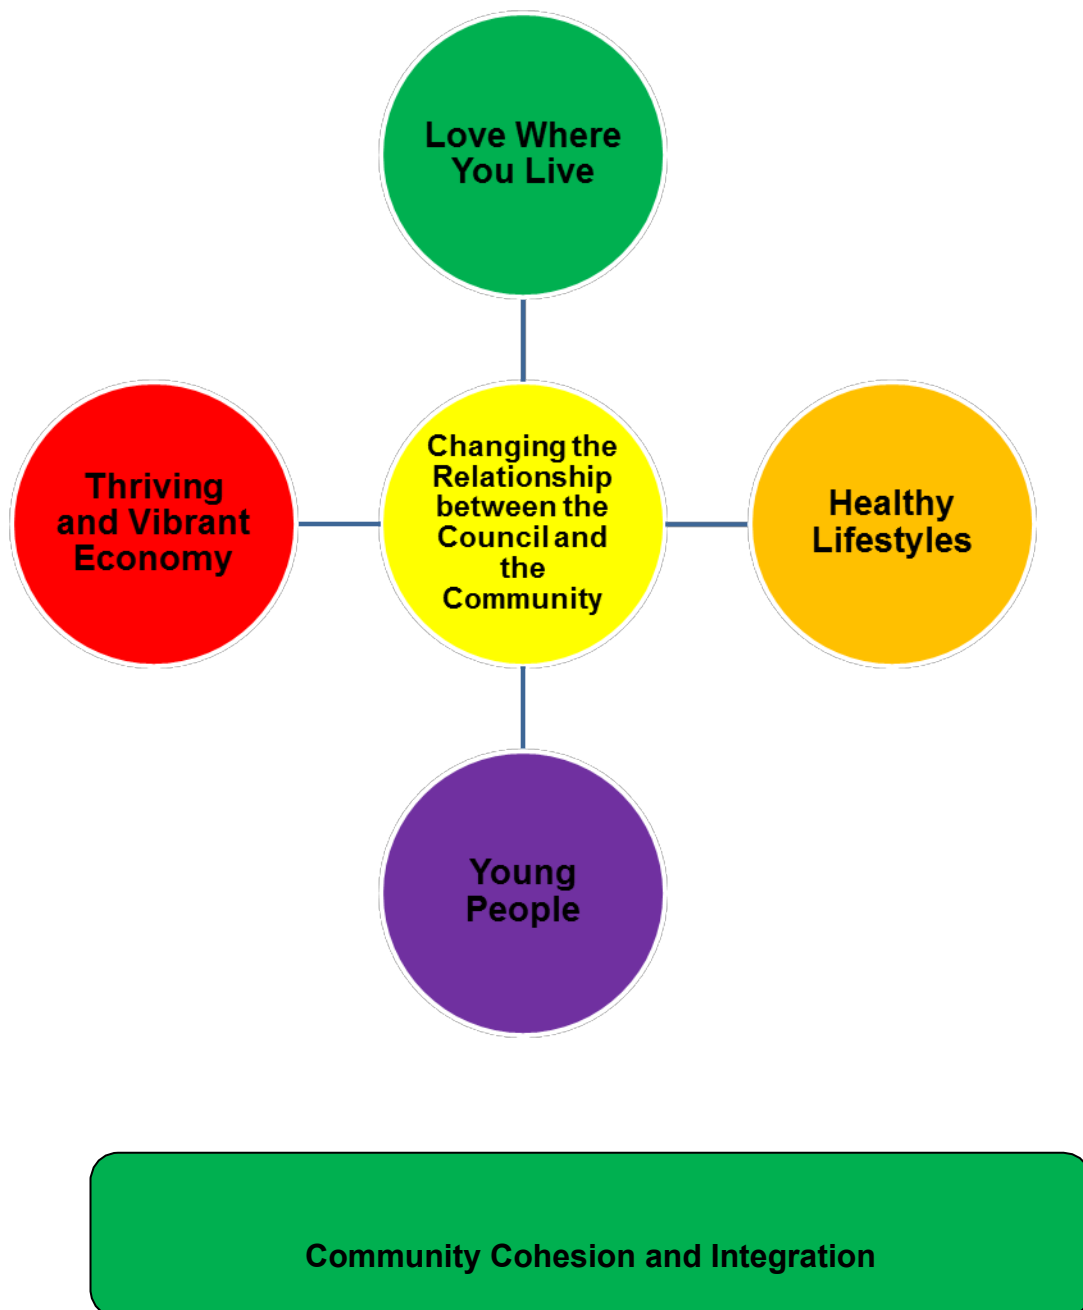 Love Where
You Live
Thriving
and Vibrant
Economy
Changing the
Relationship
between the
Council and
the
Community
Healthy
Lifestyles
Young
People
Community Cohesion and Integration